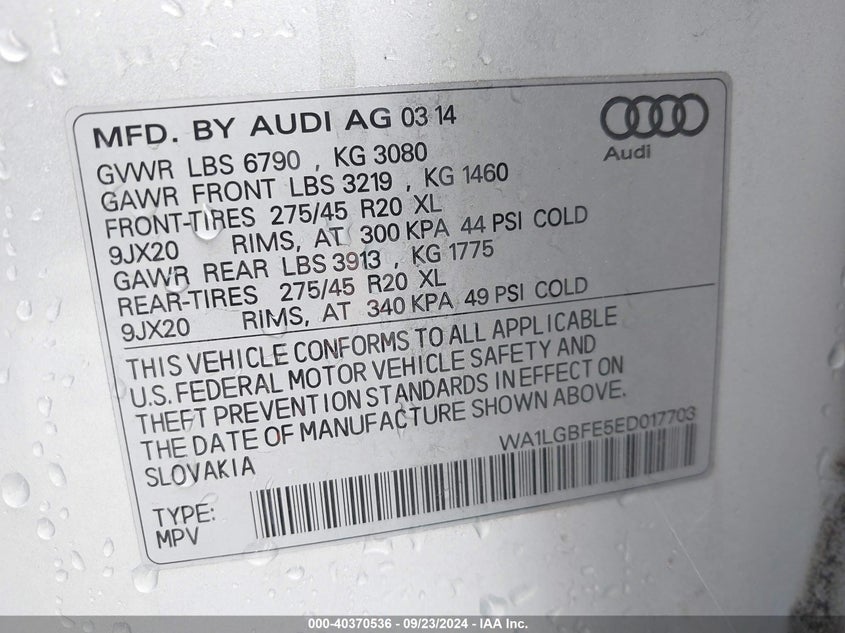 MFD. BY AUDI AG 03 14
Audi
GVWR LBS 6790 , KG 3080
GAWR FRONT LBS 3219 , KG 1460
FRONT-TIRES 275/45 R20 XL
9JX20 RIMS, AT 300 KPA 44 PSI COLD
GAWR REAR LBS 3913 , KG 1775
REAR-TIRES 275/45 R20 XL
9JX20 RIMS, AT 340 KPA 49 PSI COLD
THIS VEHICLE CONFORMS TO ALL APPLICABLE
U.S. FEDERAL MOTOR VEHICLE SAFETY AND
THEFT PREVENTION STANDARDS IN EFFECT ON
THE DATE OF MANUFACTURE SHOWN ABOVE.
SLOVAKIA
WA1LGBFE5ED017703
TYPE:
MPV
000-40370536 - 09/23/2024 - IAA Inc.